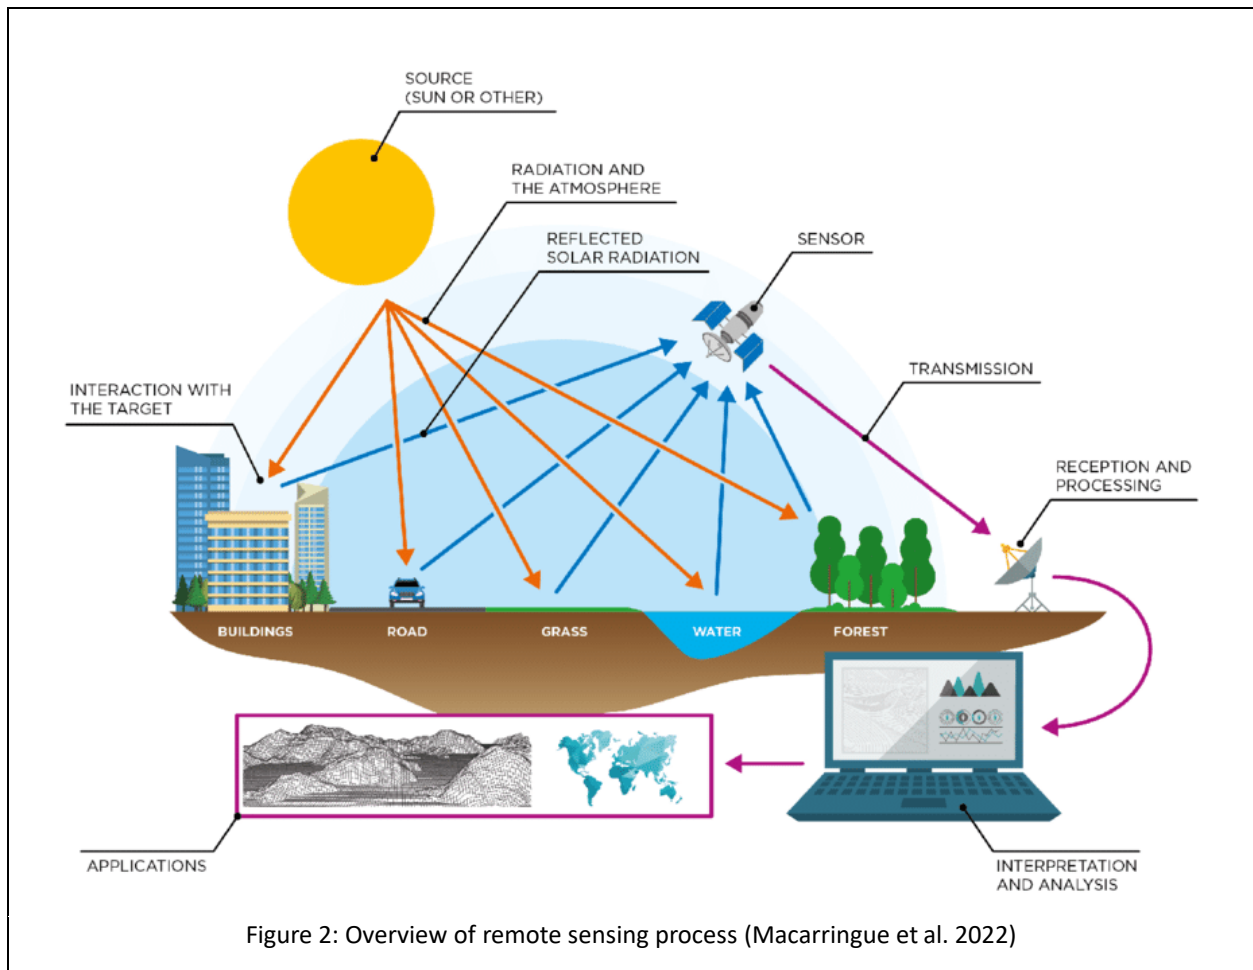 SOURCE
(SUN OR OTHER)
RADIATION AND
THE ATMOSPHERE
REFLECTED
SOLAR RADIATION
SENSOR
TRANSMISSION
INTERACTION WITH
THE TARGET
RECEPTION AND
PROCESSING
BUILDINGS
ROAD
GRASS
WATER
FOREST
APPLICATIONS
INTERPRETATION
AND ANALYSIS
Figure 2: Overview of remote sensing process (Macarringue et al. 2022)